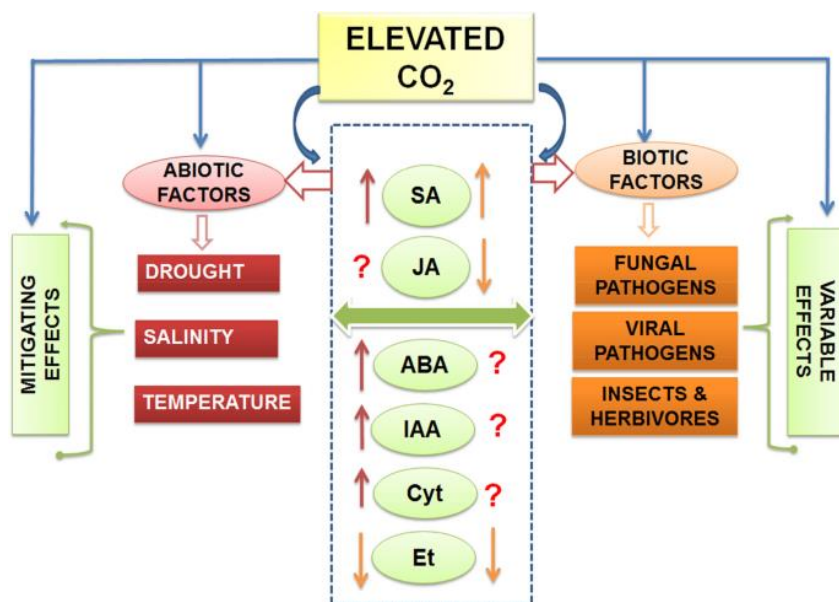 ELEVATED
CO₂
ABIOTIC
FACTORS
BIOTIC
FACTORS
SA
? JA
DROUGHT
SALINITY
TEMPERATURE
MITIGATING
EFFECTS
ABA ?
IAA ?
Cyt ?
Et
FUNGAL
PATHOGENS
VIRAL
PATHOGENS
INSECTS &
HERBIVORES
VARIABLE
EFFECTS